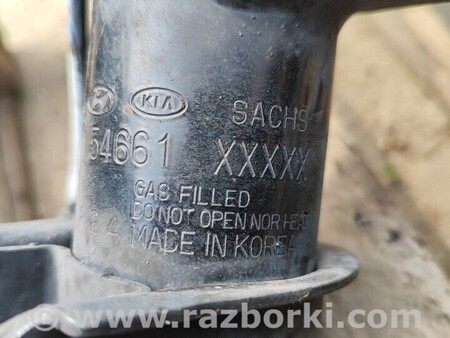 KIA SACHS
54661 XXXXX
GAS FILLED
DO NOT OPEN NOR HEAT
MADE IN KOREA
www.razborki.com